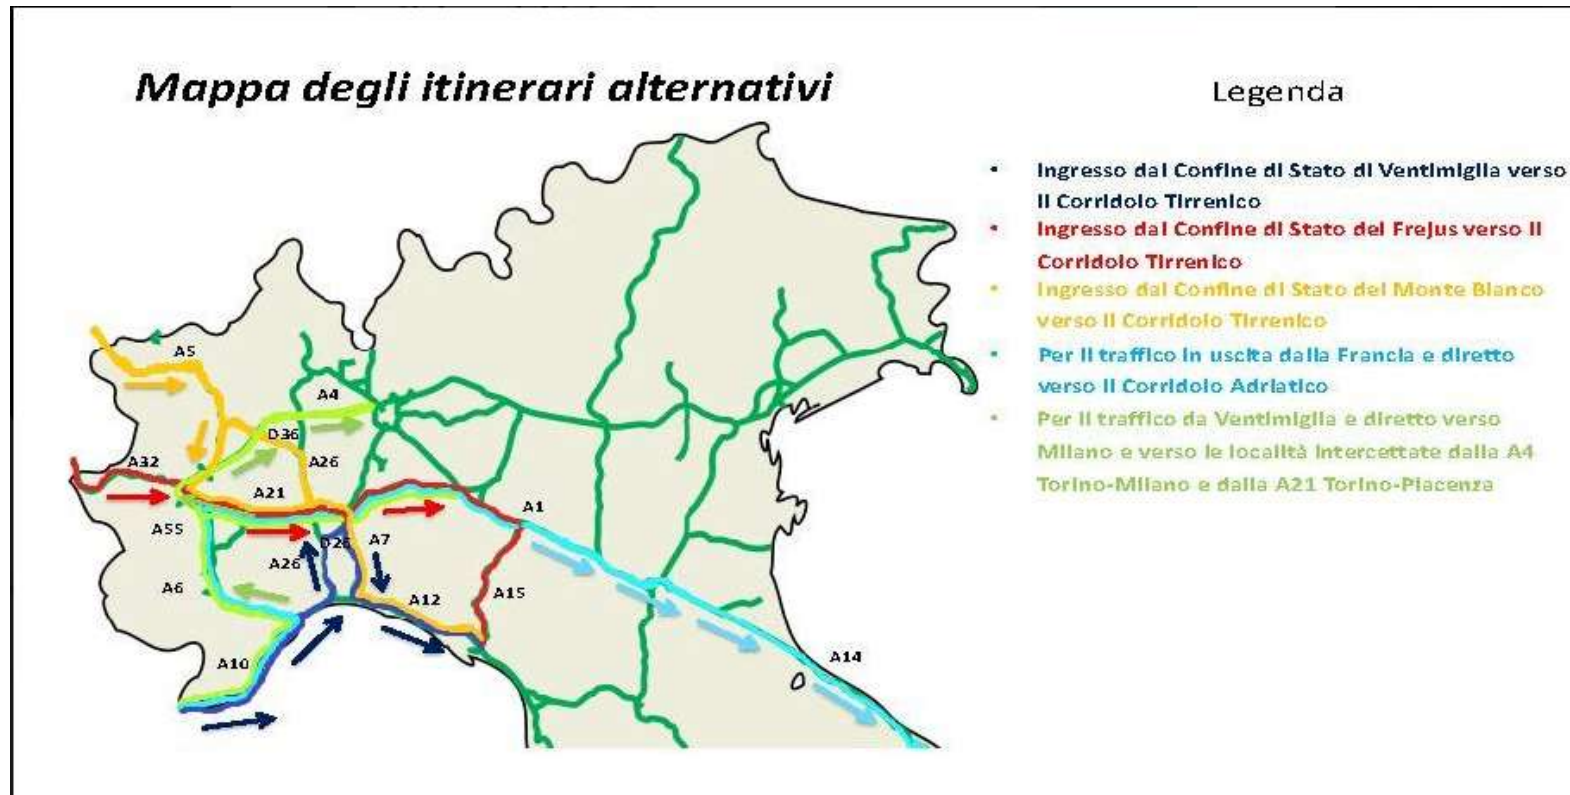 Mappa degli itinerari alternativi
Legenda
• Ingresso dal Confine di Stato di Ventimiglia verso
il Corridoio Tirrenico
• Ingresso dal Confine di Stato del Frejus verso il
Corridoio Tirrenico
• Ingresso dal Confine di Stato del Monte Bianco
verso il Corridoio Tirrenico
• Per il traffico in uscita dalla Francia e diretto
verso il Corridoio Adriatico
• Per il traffico da Ventimiglia e diretto verso
Milano e verso le località intercettate dalla A4
Torino-Milano e dalla A21 Torino-Piacenza
A5
A4
D36
A32
A26
A21
A1
A55
D26
A7
A26
A6
A15
A12
A10
A14